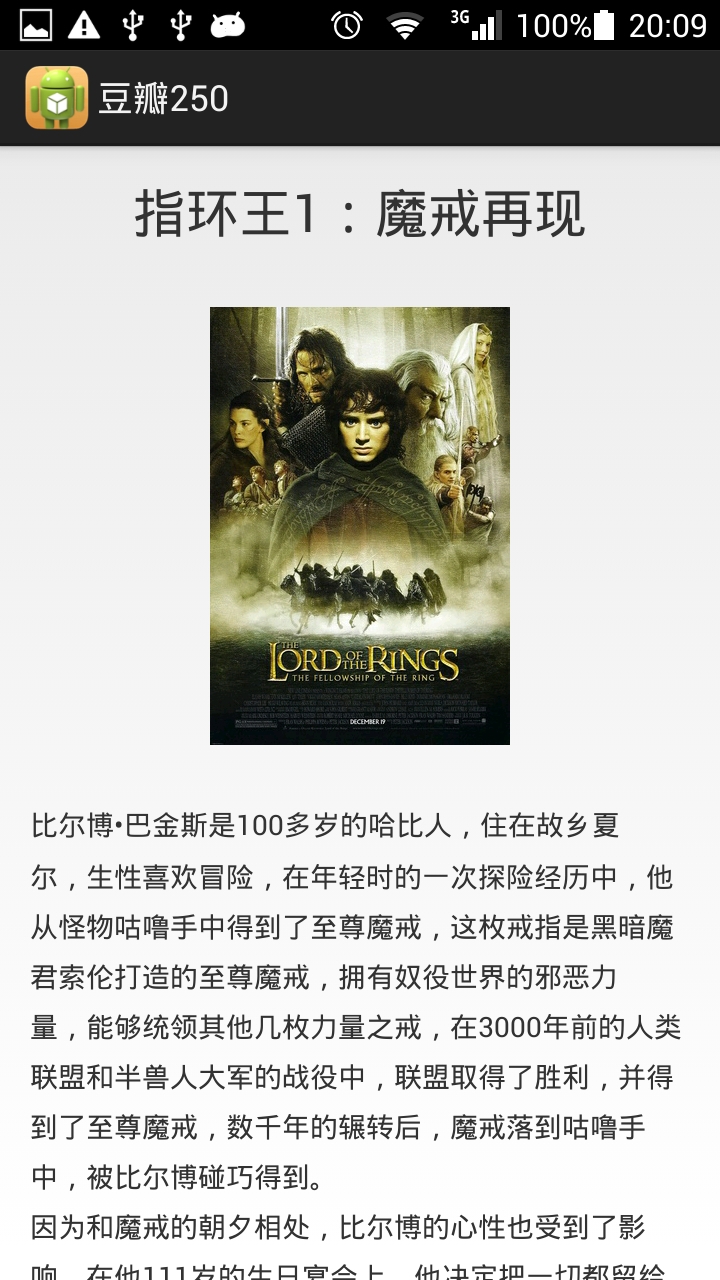 3G 100% 20:09
豆瓣250
指环王1：魔戒再现
THE
LORD OF THE RINGS
THE FELLOWSHIP OF THE RING
DECEMBER 19
比尔博•巴金斯是100多岁的哈比人，住在故乡夏
尔，生性喜欢冒险，在年轻时的一次探险经历中，他
从怪物咕噜手中得到了至尊魔戒，这枚戒指是黑暗魔
君索伦打造的至尊魔戒，拥有奴役世界的邪恶力
量，能够统领其他几枚力量之戒，在3000年前的人类
联盟和半兽人大军的战役中，联盟取得了胜利，并得
到了至尊魔戒，数千年的辗转后，魔戒落到咕噜手
中，被比尔博碰巧得到。
因为和魔戒的朝夕相处，比尔博的心性也受到了影
响，在他111岁的生日宴会上，他决定把一切都留给